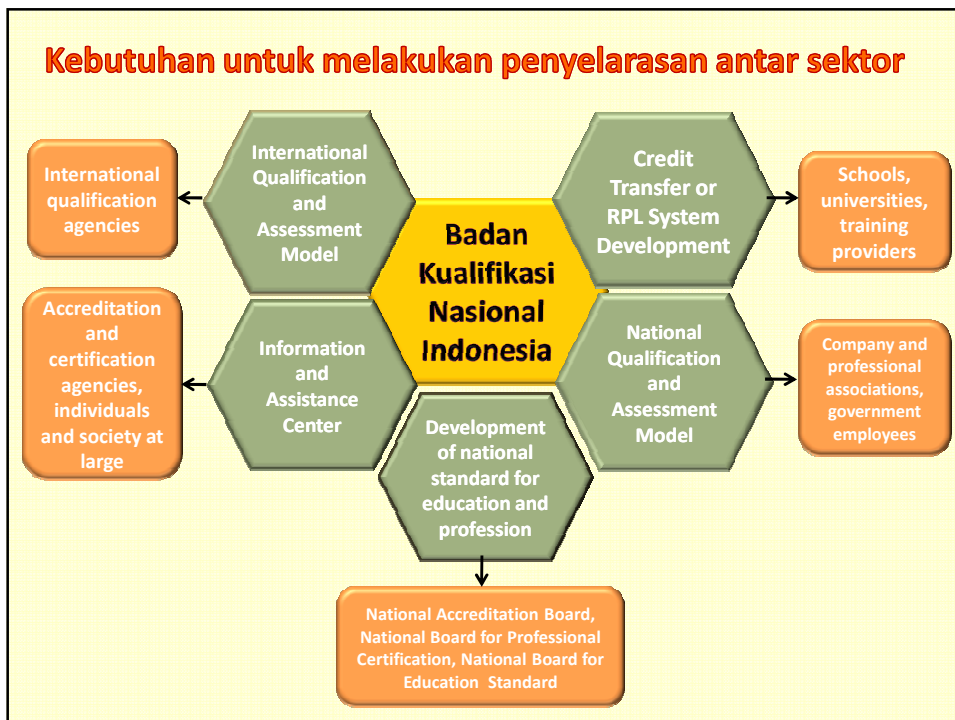 Kebutuhan untuk melakukan penyelarasan antar sektor
International
qualification
agencies
International
Qualification
and
Assessment
Model
Badan
Kualifikasi
Nasional
Indonesia
Credit
Transfer or
RPL System
Development
Schools,
universities,
training
providers
Accreditation
and
certification
agencies,
individuals
and society at
large
Information
and
Assistance
Center
National
Qualification
and
Assessment
Model
Company and
professional
associations,
government
employees
Development
of national
standard for
education and
profession
National Accreditation Board,
National Board for Professional
Certification, National Board for
Education Standard